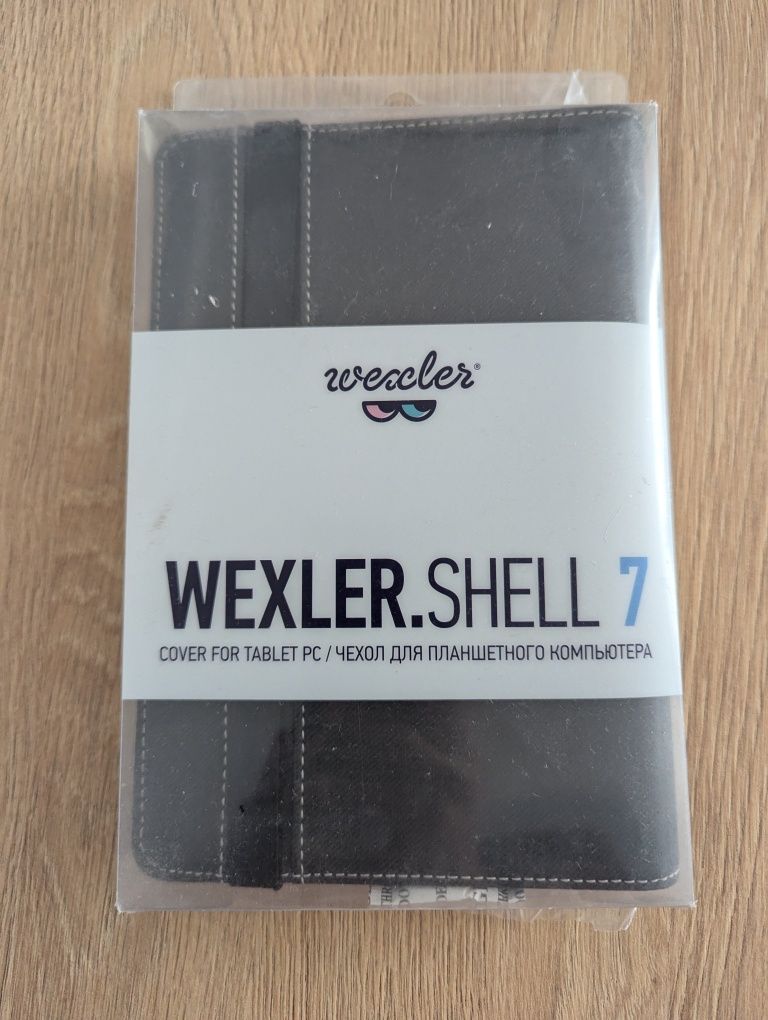 wexler®
WEXLER.SHELL 7
COVER FOR TABLET PC / ЧЕХОЛ ДЛЯ ПЛАНШЕТНОГО КОМПЬЮТЕРА